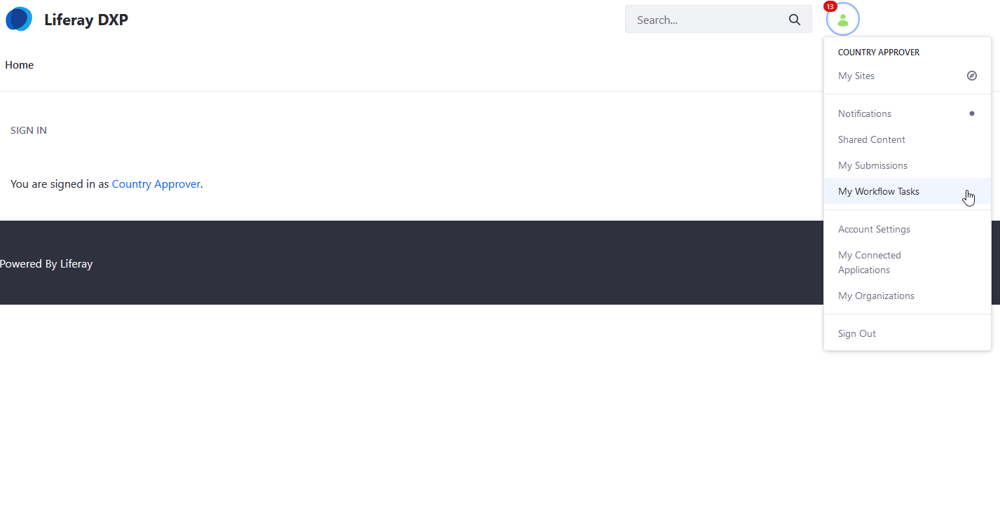 Liferay DXP
Search...
13
Home
COUNTRY APPROVER
My Sites
Notifications
Shared Content
My Submissions
My Workflow Tasks
Account Settings
My Connected
Applications
My Organizations
Sign Out
SIGN IN
You are signed in as Country Approver.
Powered By Liferay